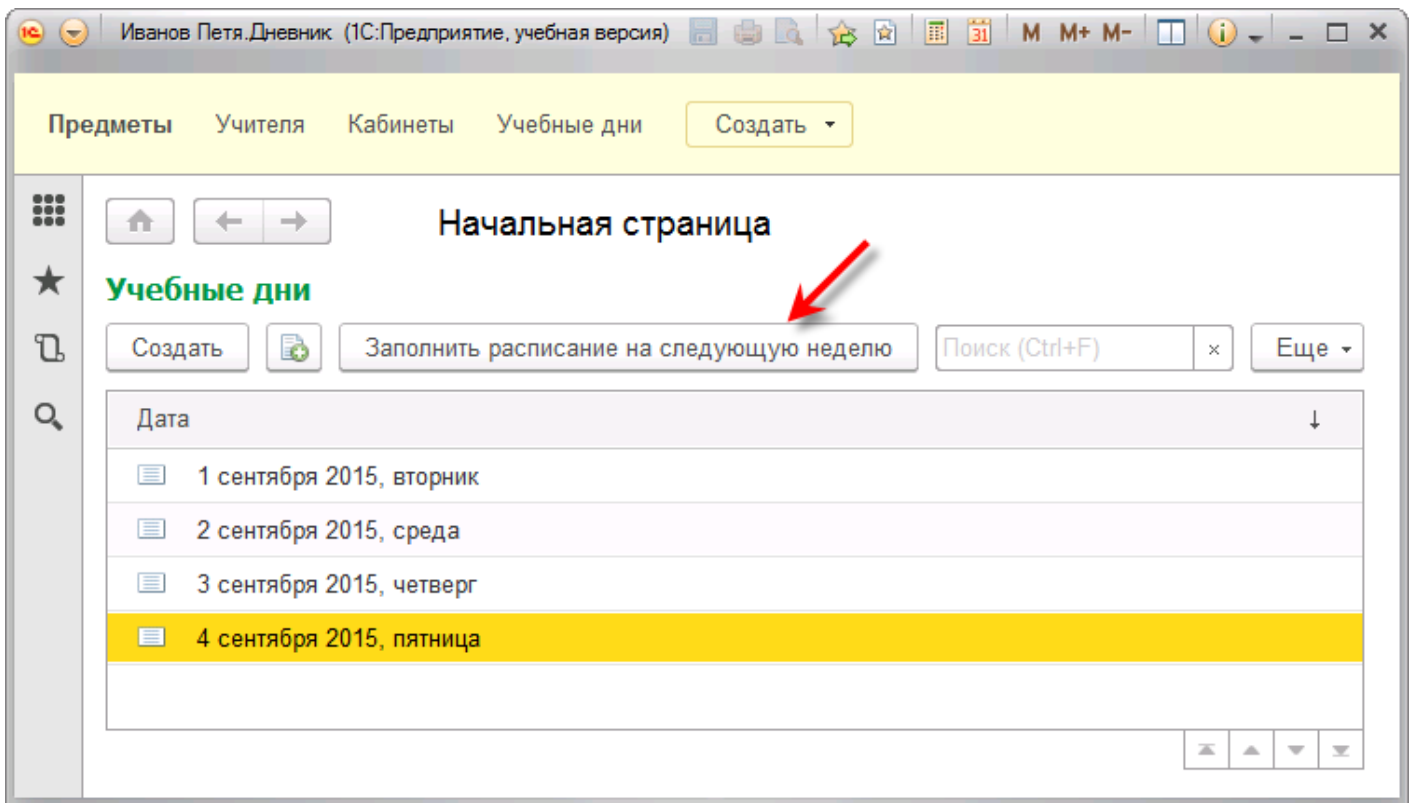 1С Иванов Петя.Дневник (1С:Предприятие, учебная версия) 31 M M+ M-
Предметы Учителя Кабинеты Учебные дни Создать
Начальная страница
Учебные дни
Создать Заполнить расписание на следующую неделю Поиск (Ctrl+F) × Еще
Дата ↓
1 сентября 2015, вторник
2 сентября 2015, среда
3 сентября 2015, четверг
4 сентября 2015, пятница